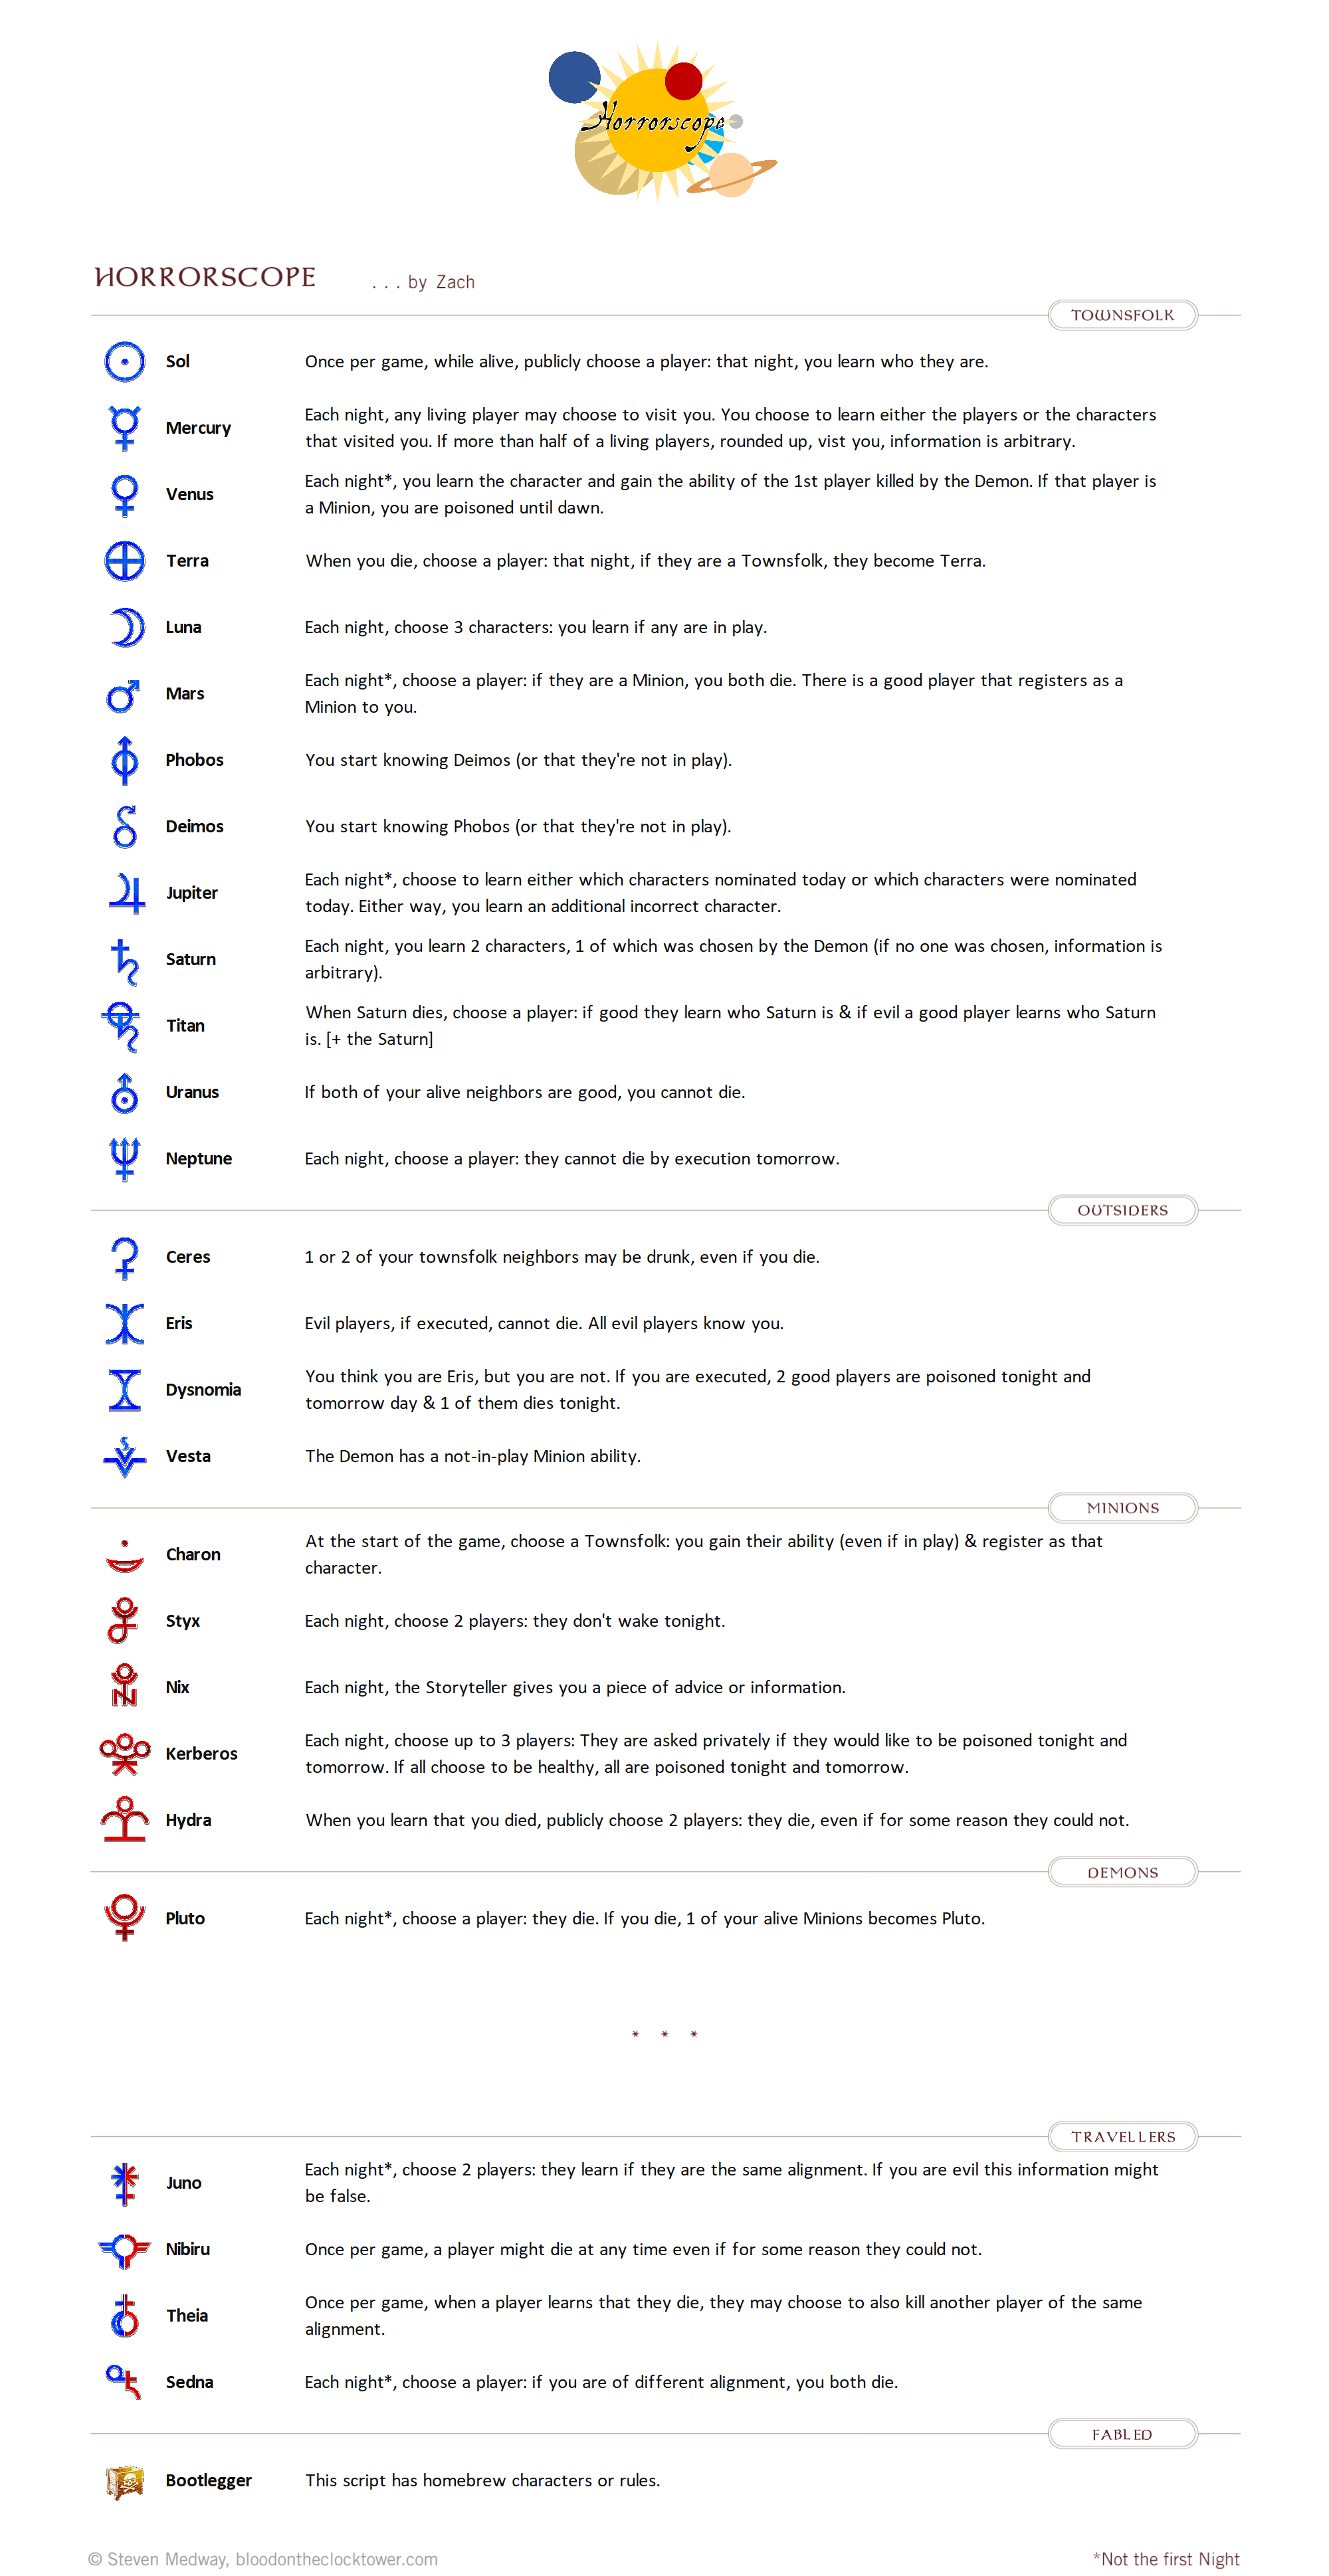 Horrorscope
HORRORSCOPE . . . by Zach
TOWNSFOLK
Sol Once per game, while alive, publicly choose a player: that night, you learn who they are.
Mercury Each night, any living player may choose to visit you. You choose to learn either the players or the characters
that visited you. If more than half of a living players, rounded up, vist you, information is arbitrary.
Venus Each night*, you learn the character and gain the ability of the 1st player killed by the Demon. If that player is
a Minion, you are poisoned until dawn.
Terra When you die, choose a player: that night, if they are a Townsfolk, they become Terra.
Luna Each night, choose 3 characters: you learn if any are in play.
Mars Each night*, choose a player: if they are a Minion, you both die. There is a good player that registers as a
Minion to you.
Phobos You start knowing Deimos (or that they're not in play).
Deimos You start knowing Phobos (or that they're not in play).
Jupiter Each night*, choose to learn either which characters nominated today or which characters were nominated
today. Either way, you learn an additional incorrect character.
Saturn Each night, you learn 2 characters, 1 of which was chosen by the Demon (if no one was chosen, information is
arbitrary).
Titan When Saturn dies, choose a player: if good they learn who Saturn is & if evil a good player learns who Saturn
is. [+ the Saturn]
Uranus If both of your alive neighbors are good, you cannot die.
Neptune Each night, choose a player: they cannot die by execution tomorrow.
OUTSIDERS
Ceres 1 or 2 of your townsfolk neighbors may be drunk, even if you die.
Eris Evil players, if executed, cannot die. All evil players know you.
Dysnomia You think you are Eris, but you are not. If you are executed, 2 good players are poisoned tonight and
tomorrow day & 1 of them dies tonight.
Vesta The Demon has a not-in-play Minion ability.
MINIONS
Charon At the start of the game, choose a Townsfolk: you gain their ability (even if in play) & register as that
character.
Styx Each night, choose 2 players: they don't wake tonight.
Nix Each night, the Storyteller gives you a piece of advice or information.
Kerberos Each night, choose up to 3 players: They are asked privately if they would like to be poisoned tonight and
tomorrow. If all choose to be healthy, all are poisoned tonight and tomorrow.
Hydra When you learn that you died, publicly choose 2 players: they die, even if for some reason they could not.
DEMONS
Pluto Each night*, choose a player: they die. If you die, 1 of your alive Minions becomes Pluto.
* * *
TRAVELLERS
Juno Each night*, choose 2 players: they learn if they are the same alignment. If you are evil this information might
be false.
Nibiru Once per game, a player might die at any time even if for some reason they could not.
Theia Once per game, when a player learns that they die, they may choose to also kill another player of the same
alignment.
Sedna Each night*, choose a player: if you are of different alignment, you both die.
FABLED
Bootlegger This script has homebrew characters or rules.
© Steven Medway, bloodontheclocktower.com *Not the first Night